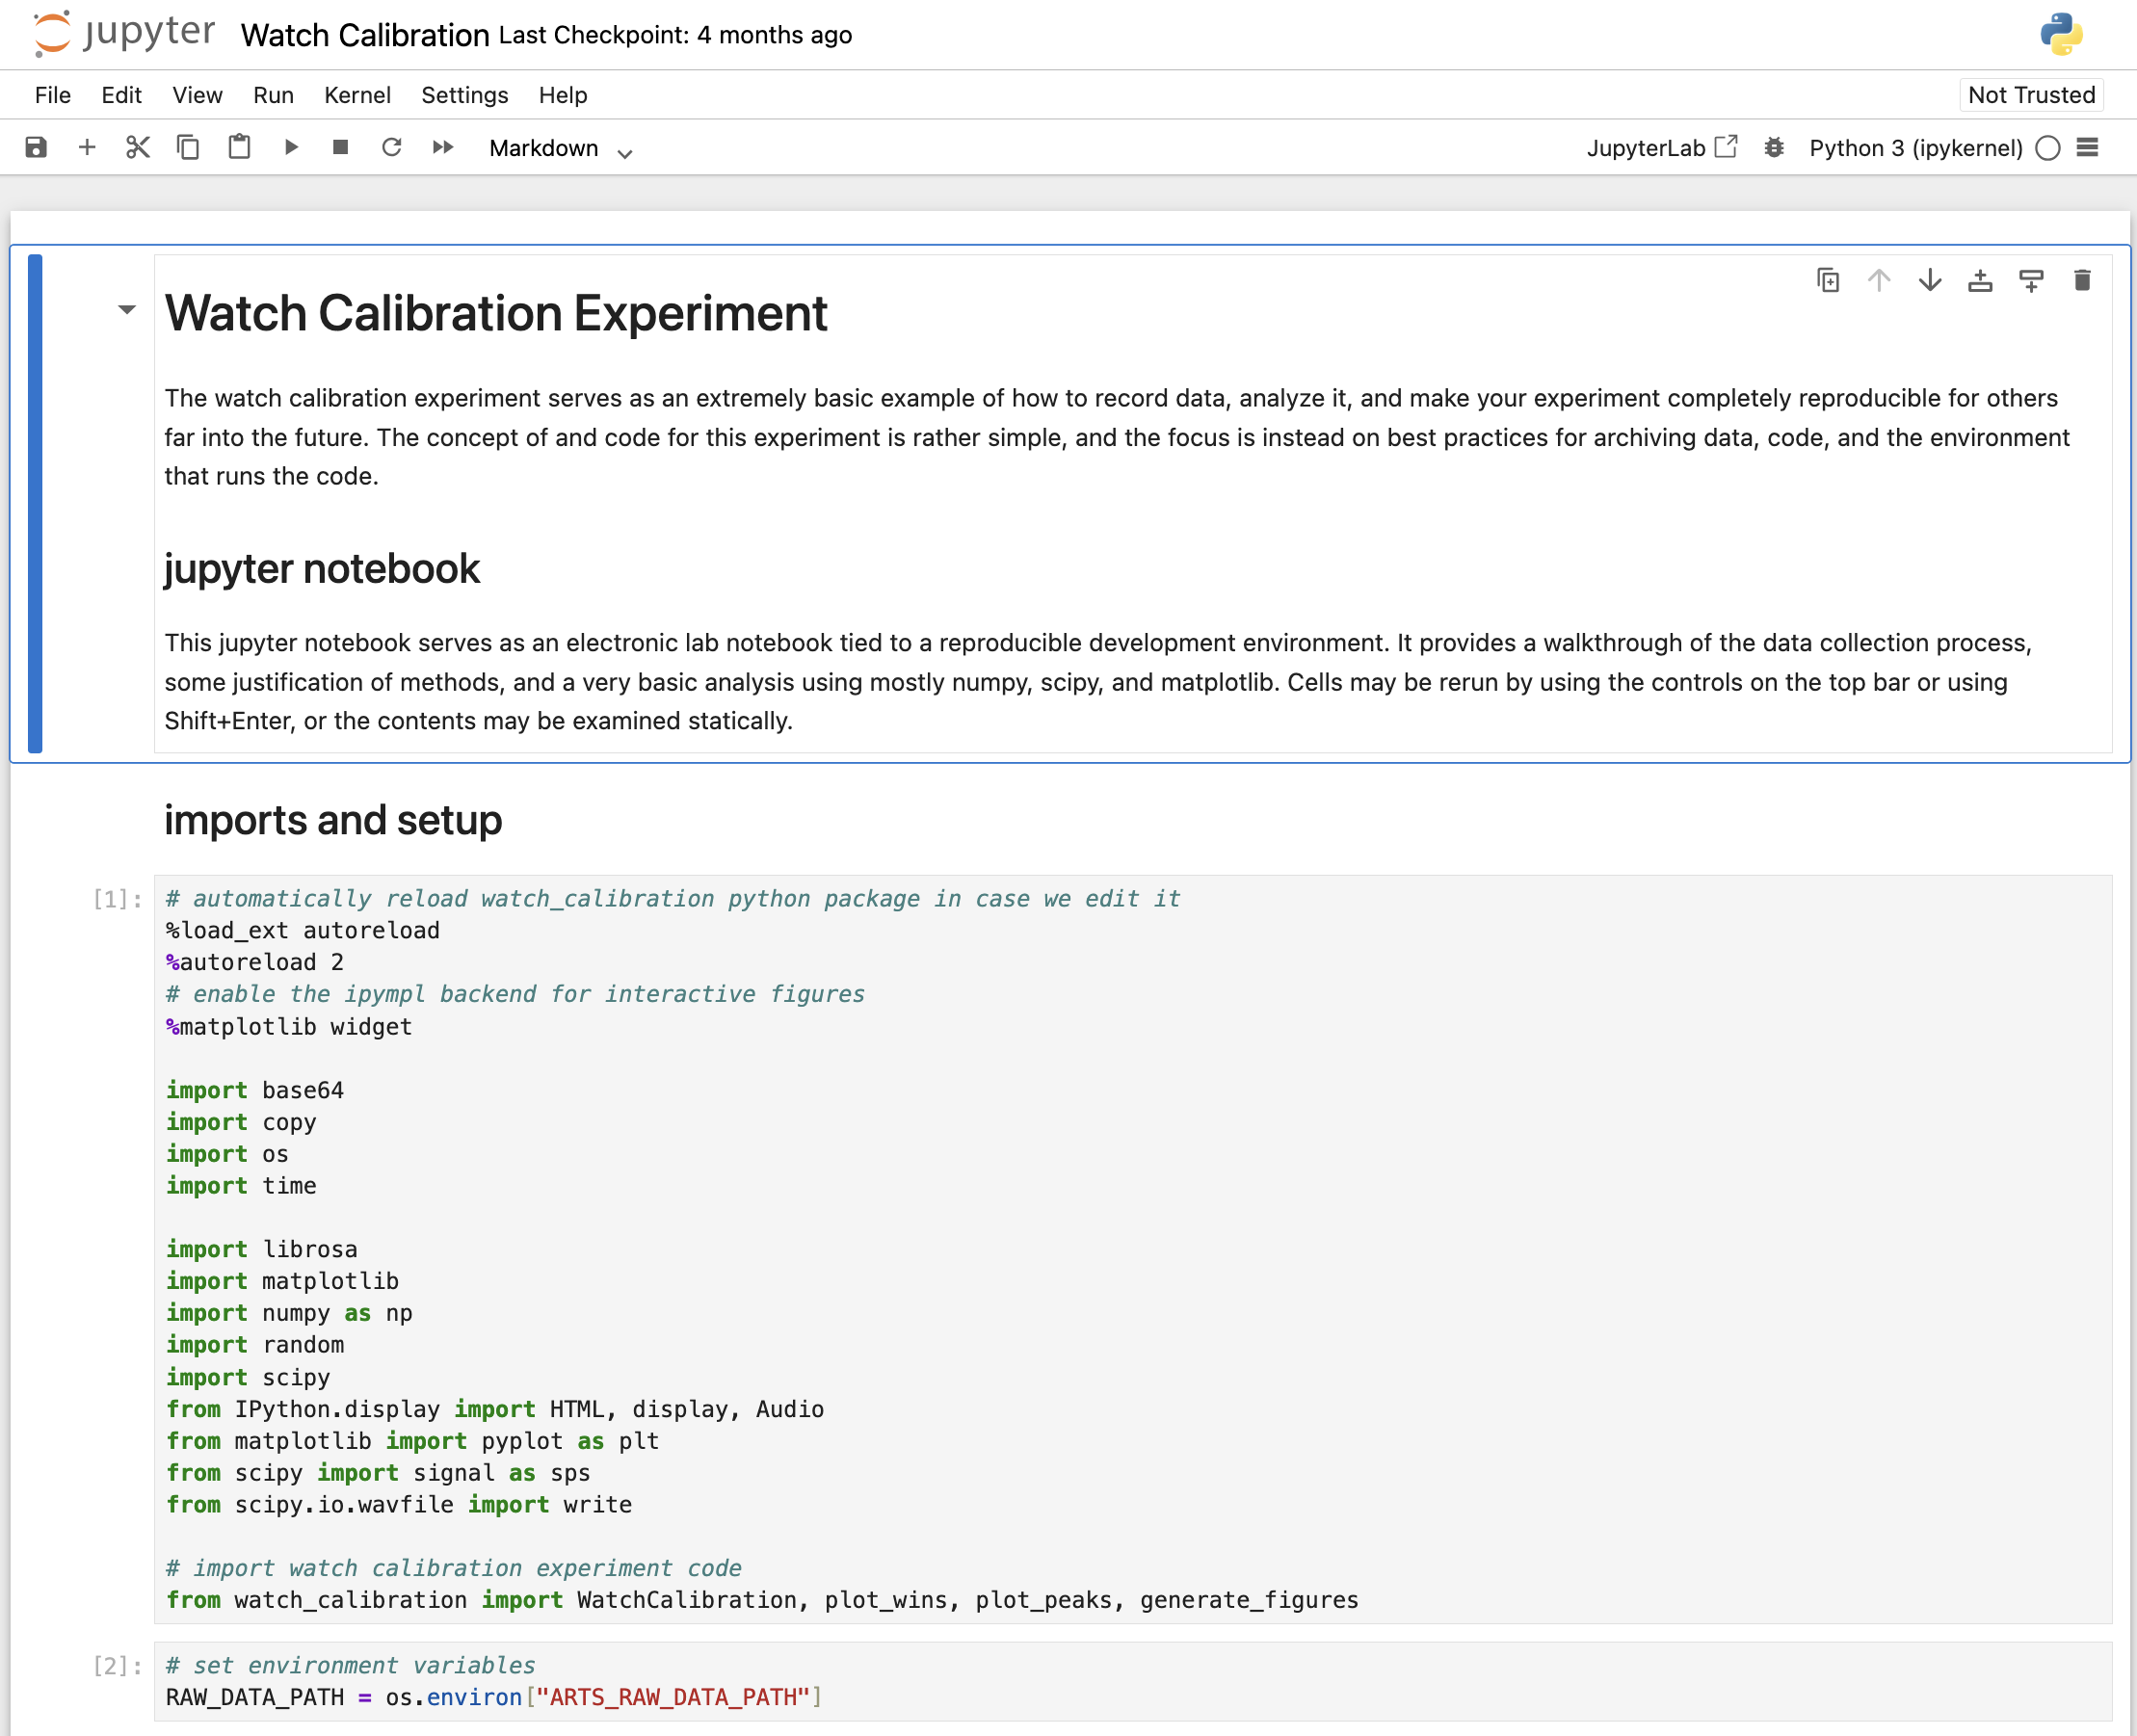 jupyter Watch Calibration Last Checkpoint: 4 months ago
File Edit View Run Kernel Settings Help Not Trusted
Markdown JupyterLab Python 3 (ipykernel)
Watch Calibration Experiment
The watch calibration experiment serves as an extremely basic example of how to record data, analyze it, and make your experiment completely reproducible for others
far into the future. The concept of and code for this experiment is rather simple, and the focus is instead on best practices for archiving data, code, and the environment
that runs the code.
jupyter notebook
This jupyter notebook serves as an electronic lab notebook tied to a reproducible development environment. It provides a walkthrough of the data collection process,
some justification of methods, and a very basic analysis using mostly numpy, scipy, and matplotlib. Cells may be rerun by using the controls on the top bar or using
Shift+Enter, or the contents may be examined statically.
imports and setup
[1]: # automatically reload watch_calibration python package in case we edit it
%load_ext autoreload
%autoreload 2
# enable the ipympl backend for interactive figures
%matplotlib widget
import base64
import copy
import os
import time
import librosa
import matplotlib
import numpy as np
import random
import scipy
from IPython.display import HTML, display, Audio
from matplotlib import pyplot as plt
from scipy import signal as sps
from scipy.io.wavfile import write
# import watch calibration experiment code
from watch_calibration import WatchCalibration, plot_wins, plot_peaks, generate_figures
[2]: # set environment variables
RAW_DATA_PATH = os.environ["ARTS_RAW_DATA_PATH"]